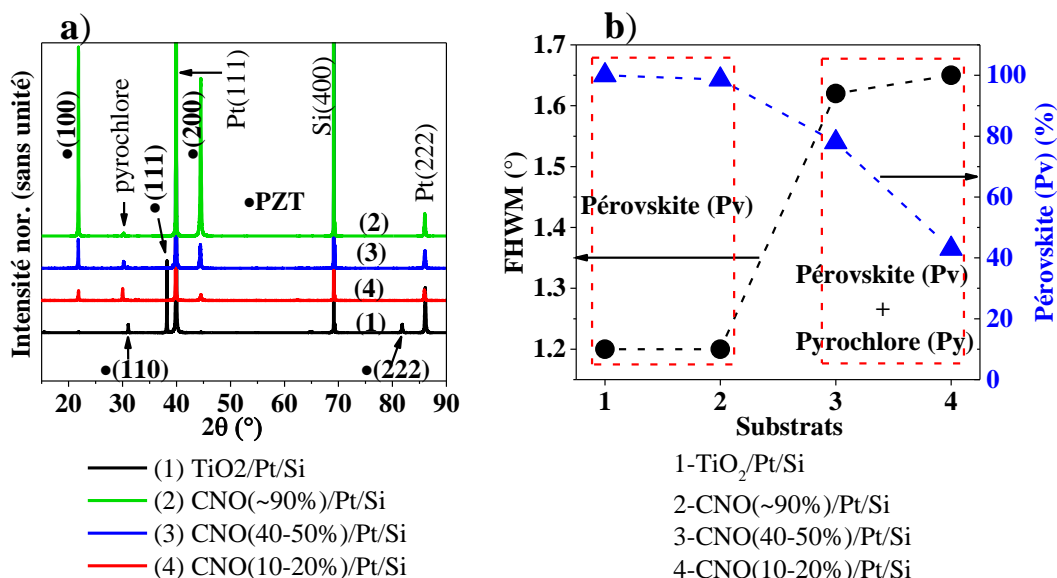 a)
Intensité nor. (sans unité)
●(100)
pyrochlore
●(111)
●(200)
Pt(111)
Si(400)
Pt(222)
●PZT
(2)
(3)
(4)
(1)
●(110)
●(222)
20 30 40 50 60 70 80 90
2θ (°)
(1) TiO2/Pt/Si
(2) CNO(~90%)/Pt/Si
(3) CNO(40-50%)/Pt/Si
(4) CNO(10-20%)/Pt/Si
b)
FHWM (°)
1.7
1.6
1.5
1.4
1.3
1.2
Pérovskite (Pv)
Pérovskite (Pv)
+
Pyrochlore (Py)
100
80
60
40
20
0
Pérovskite (Pv) (%)
1 2 3 4
Substrats
1-TiO₂/Pt/Si
2-CNO(~90%)/Pt/Si
3-CNO(40-50%)/Pt/Si
4-CNO(10-20%)/Pt/Si